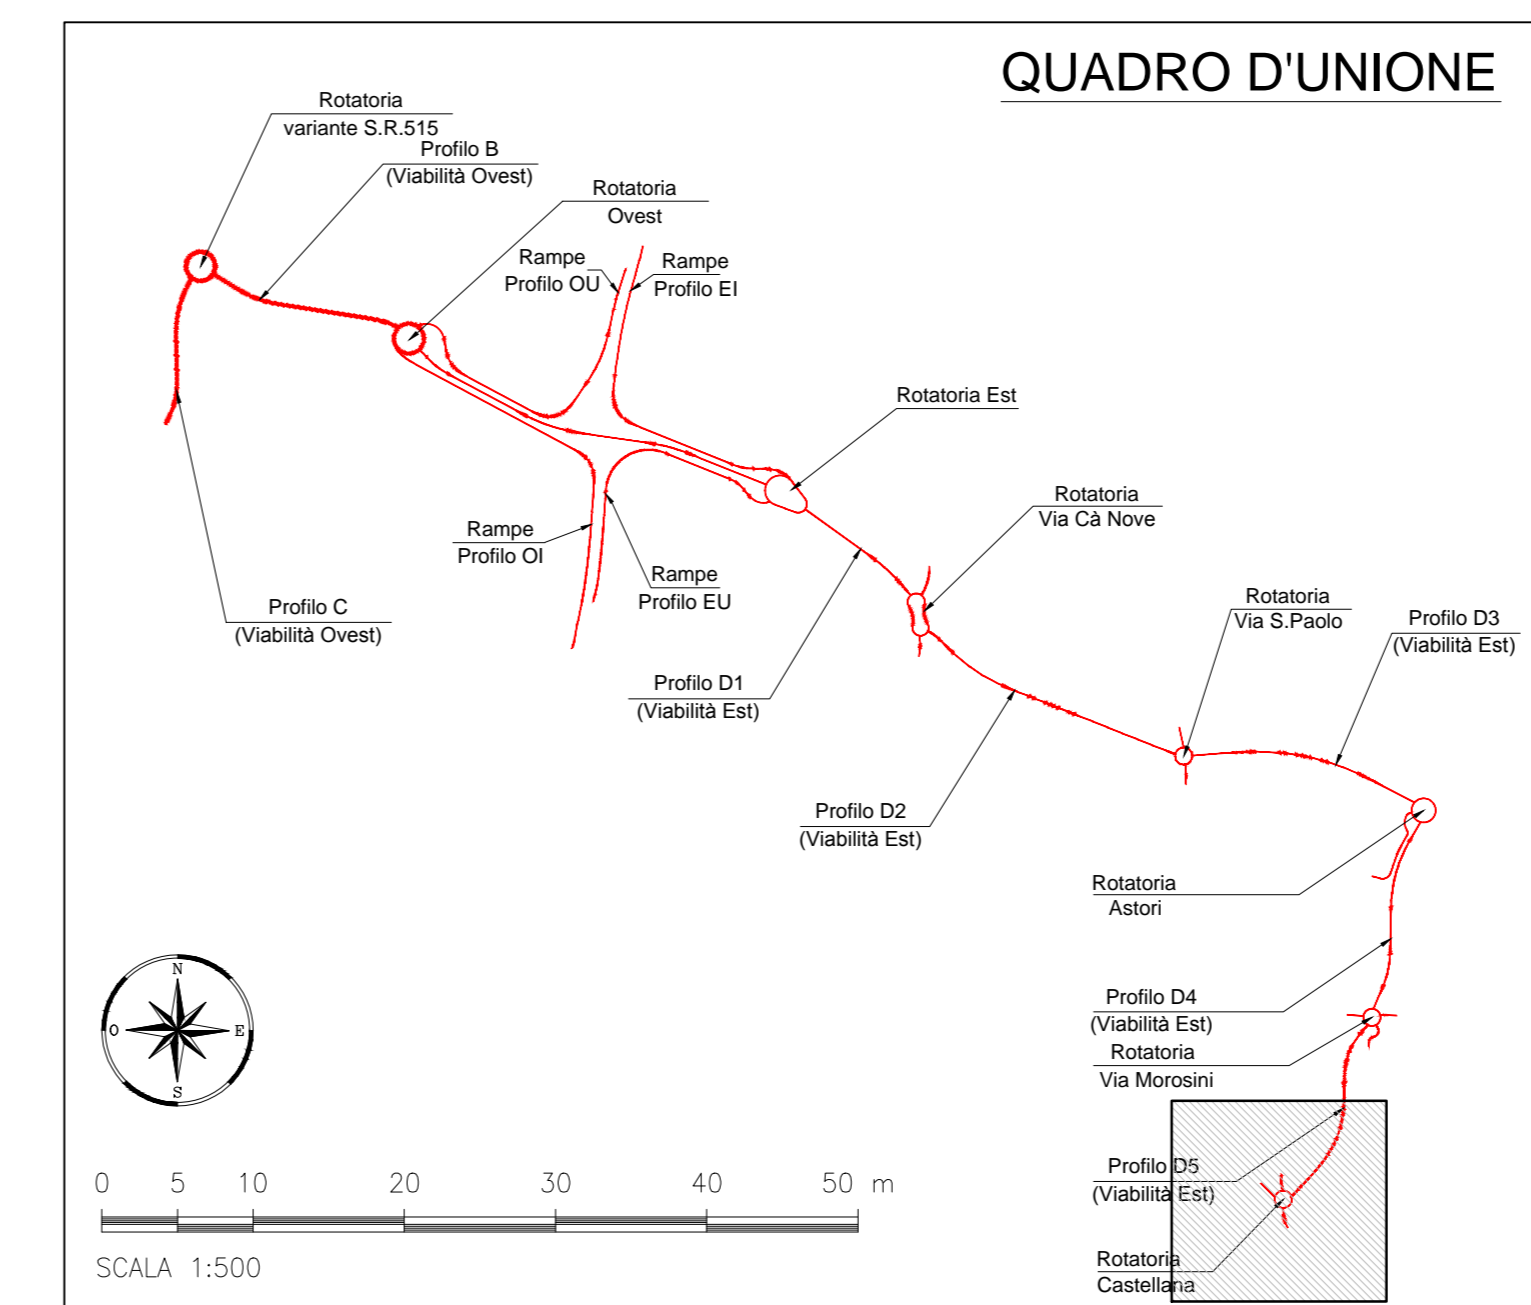 QUADRO D'UNIONE
Rotatoria
variante S.R.515
Profilo B
(Viabilità Ovest)
Rotatoria
Ovest
Rampe
Profilo OU
Rampe
Profilo EI
Rotatoria Est
Rotatoria
Via Cà Nove
Rampe
Profilo OI
Rampe
Profilo EU
Profilo C
(Viabilità Ovest)
Rotatoria
Via S.Paolo
Profilo D3
(Viabilità Est)
Profilo D1
(Viabilità Est)
Profilo D2
(Viabilità Est)
Rotatoria
Astori
Profilo D4
(Viabilità Est)
Rotatoria
Via Morosini
Profilo D5
(Viabilità Est)
Rotatoria
Castellana
N
O E
S
0 5 10 20 30 40 50 m
SCALA 1:500